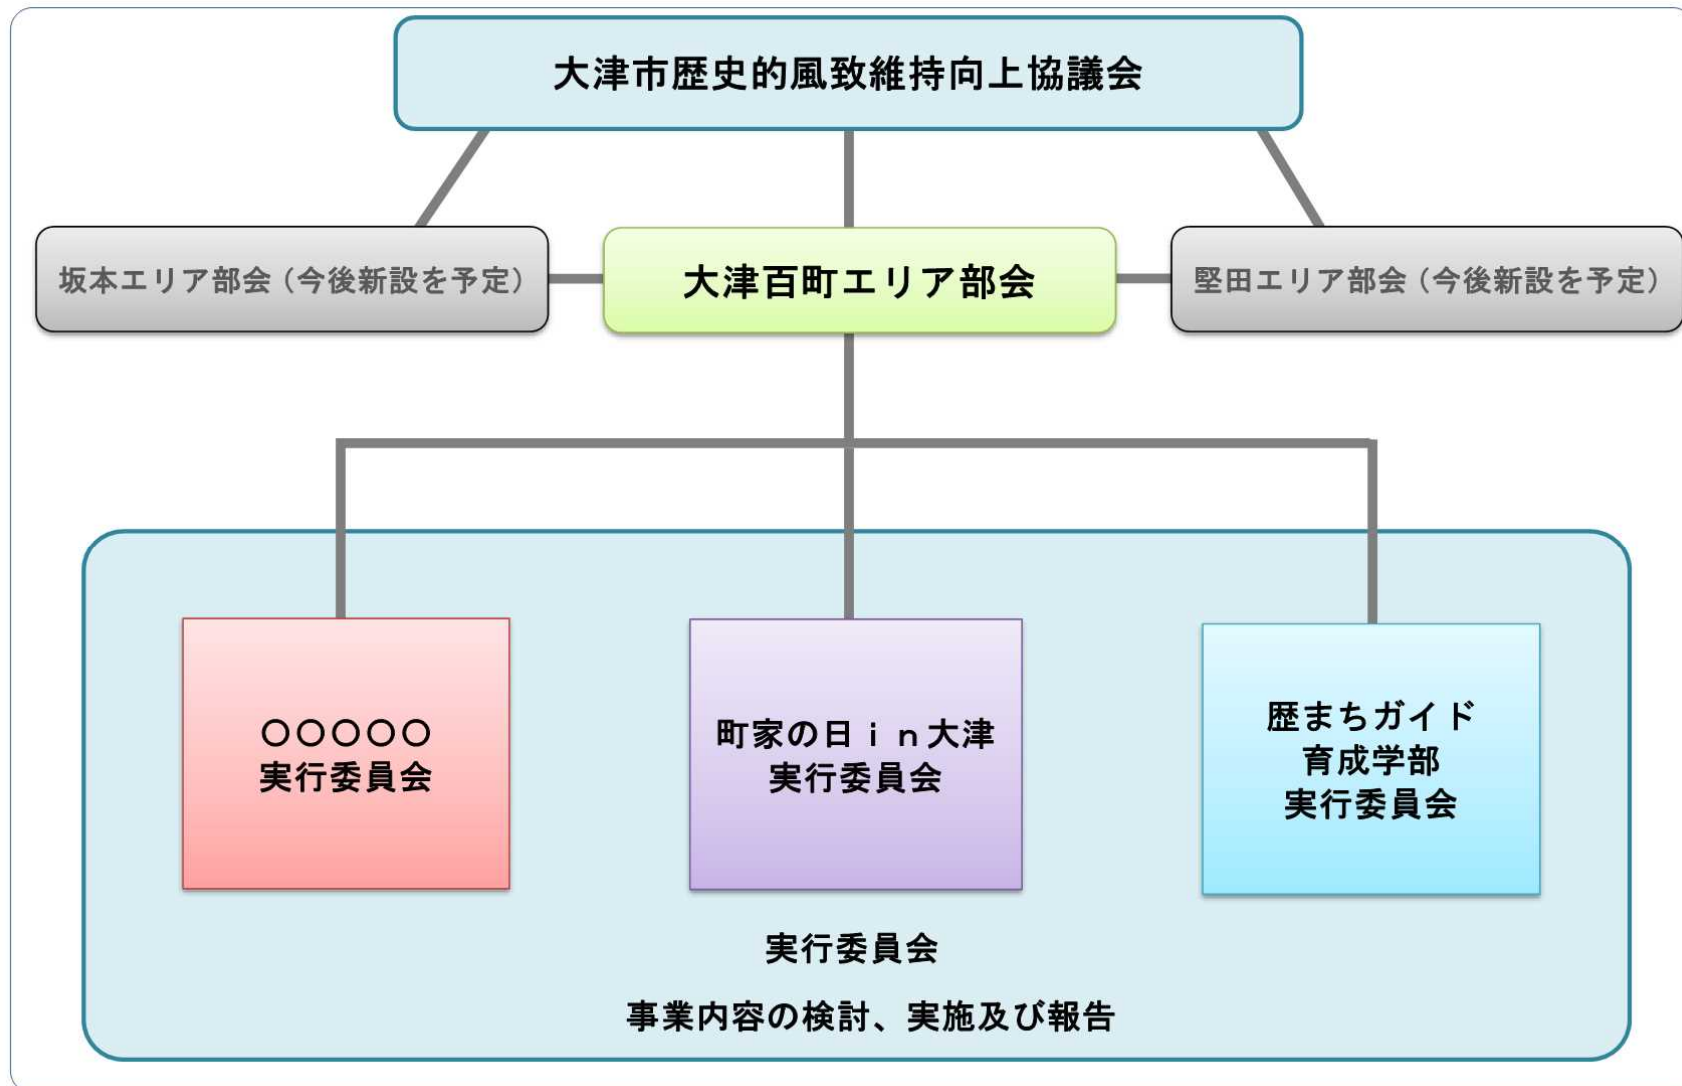 大津市歴史的風致維持向上協議会
坂本エリア部会（今後新設を予定）
大津百町エリア部会
堅田エリア部会（今後新設を予定）
○○○○○
実行委員会
町家の日ｉｎ大津
実行委員会
歴まちガイド
育成学部
実行委員会
実行委員会
事業内容の検討、実施及び報告